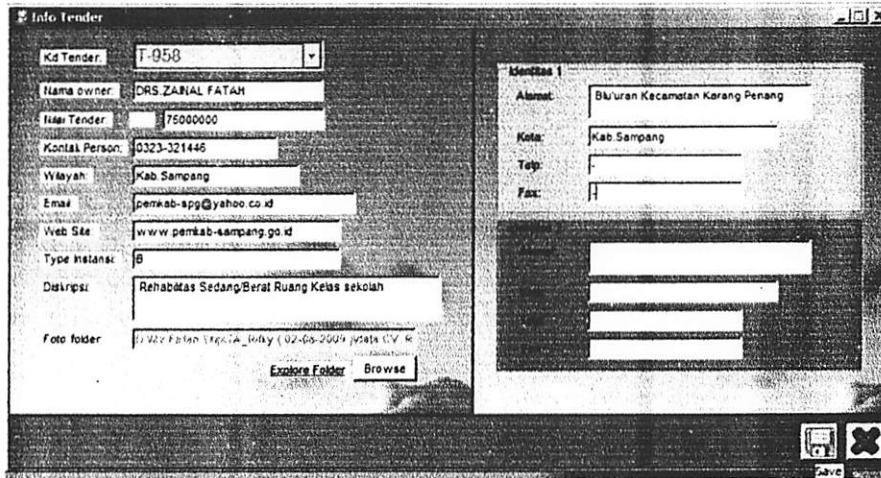 Info Tender
Kd Tender: T-958
Nama owner: DRS.ZAINAL FATAH
Nilai Tender: 75000000
Kontak Person: 0323-321446
Wilayah: Kab.Sampang
Email pemkab-spg@yahoo.co.id
Web Site: www.pemkab-sampang.go.id
Type Instansi: B
Diskripsi: Rehabilitas Sedang/Berat Ruang Kelas sekolah
Foto folder
Explore Folder Browse
Identitas 1
Alamat: Blu'uran Kecamatan Karang Penang
Kota: Kab.Sampang
Telp: -
Fax: -
Save